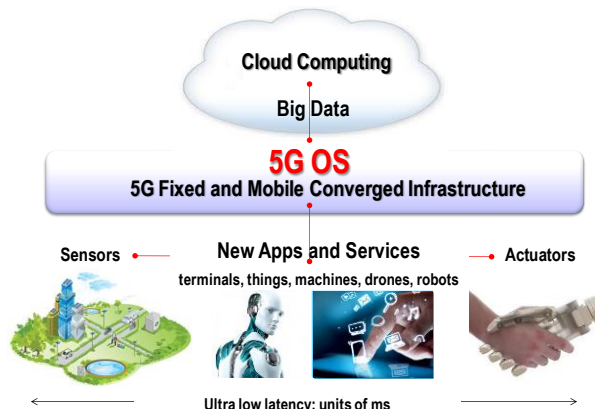 Cloud Computing
Big Data
5G OS
5G Fixed and Mobile Converged Infrastructure
Sensors
New Apps and Services
Actuators
terminals, things, machines, drones, robots
Ultra low latency: units of ms